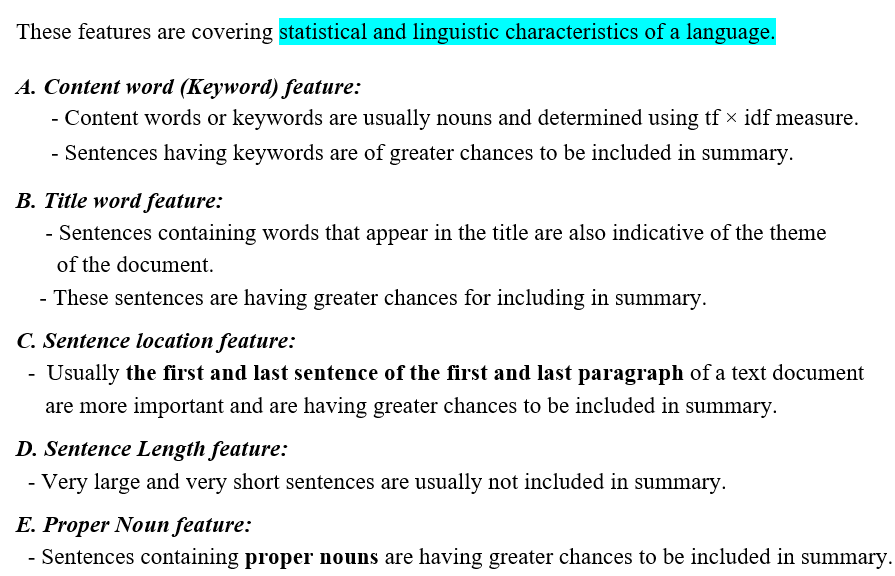 These features are covering statistical and linguistic characteristics of a language.
A. Content word (Keyword) feature:
- Content words or keywords are usually nouns and determined using tf × idf measure.
- Sentences having keywords are of greater chances to be included in summary.
B. Title word feature:
- Sentences containing words that appear in the title are also indicative of the theme
of the document.
- These sentences are having greater chances for including in summary.
C. Sentence location feature:
- Usually the first and last sentence of the first and last paragraph of a text document
are more important and are having greater chances to be included in summary.
D. Sentence Length feature:
- Very large and very short sentences are usually not included in summary.
E. Proper Noun feature:
- Sentences containing proper nouns are having greater chances to be included in summary.